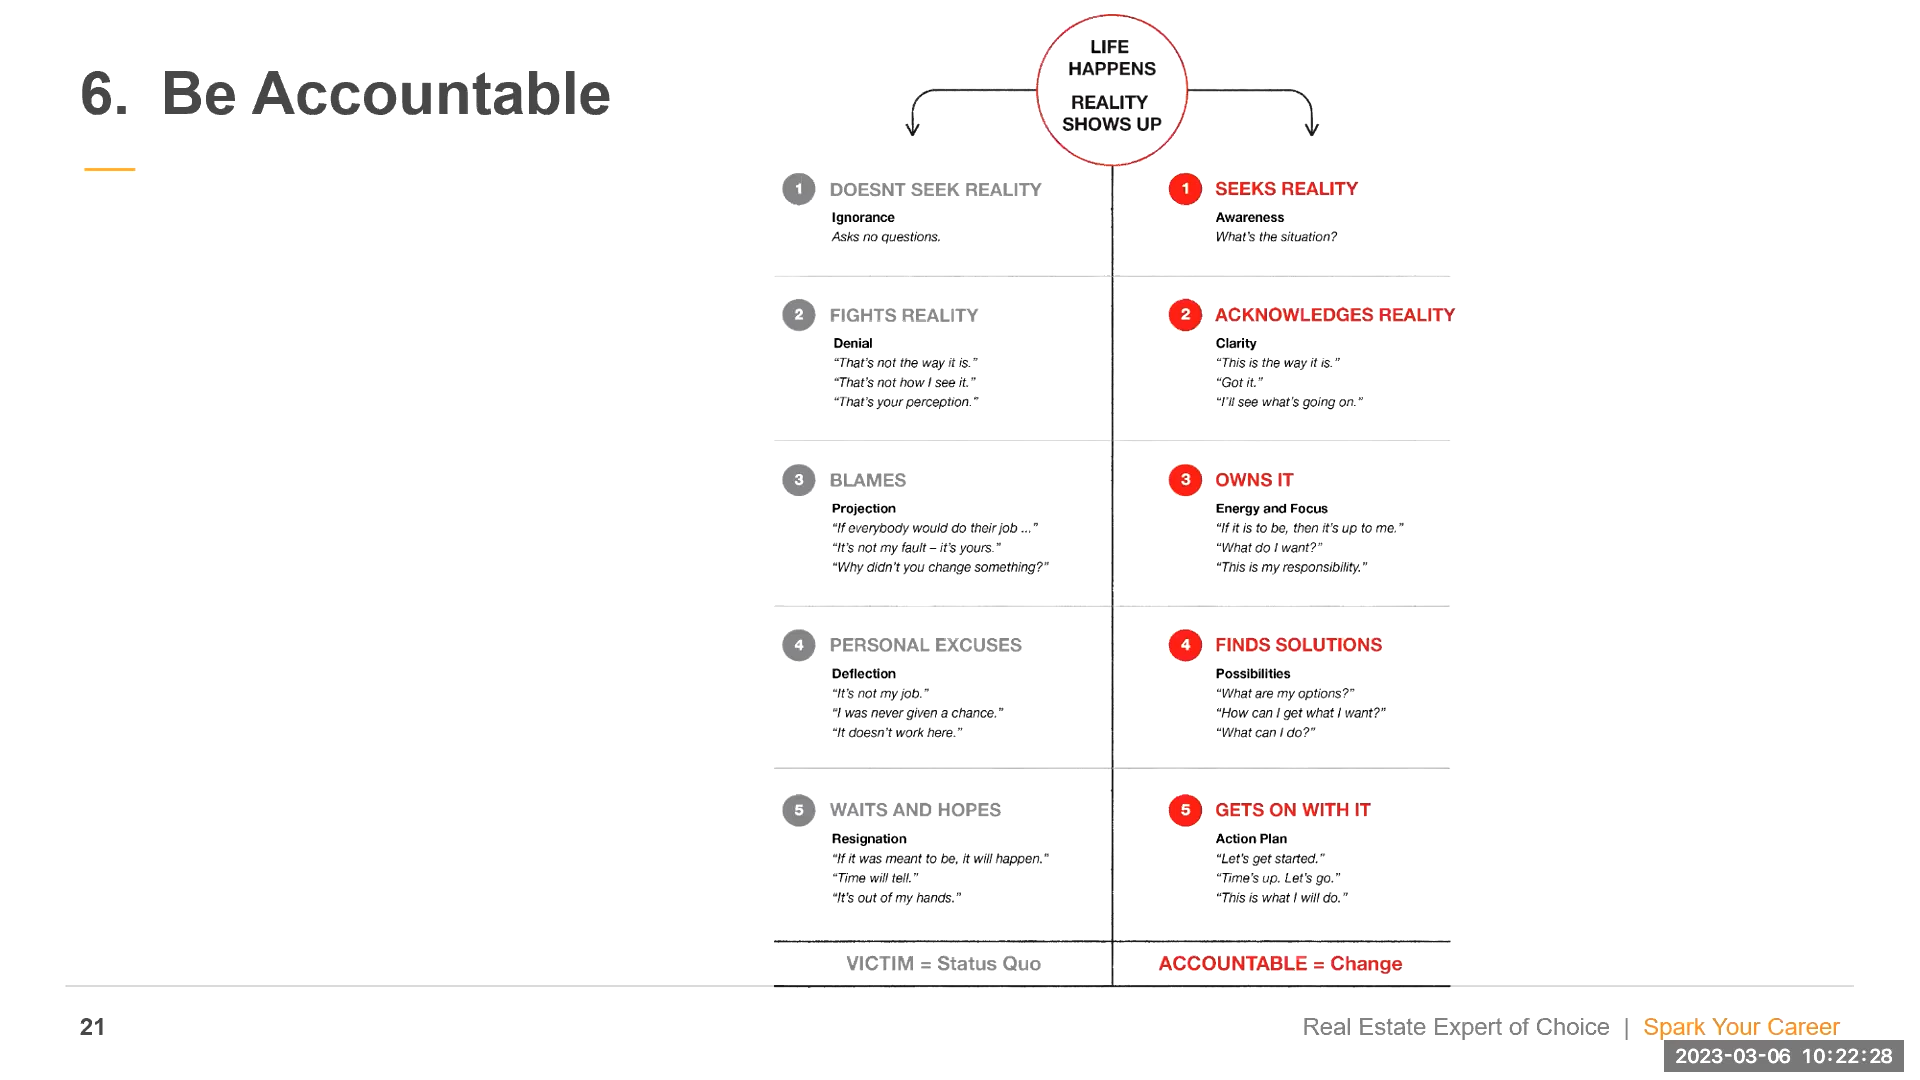 6. Be Accountable
LIFE
HAPPENS
REALITY
SHOWS UP
1 DOESNT SEEK REALITY
Ignorance
Asks no questions.
2 FIGHTS REALITY
Denial
“That’s not the way it is.”
“That’s not how I see it.”
“That’s your perception.”
3 BLAMES
Projection
“If everybody would do their job ...”
“It’s not my fault – it’s yours.”
“Why didn’t you change something?”
4 PERSONAL EXCUSES
Deflection
“It’s not my job.”
“I was never given a chance.”
“It doesn’t work here.”
5 WAITS AND HOPES
Resignation
“If it was meant to be, it will happen.”
“Time will tell.”
“It’s out of my hands.”
VICTIM = Status Quo
1 SEEKS REALITY
Awareness
What’s the situation?
2 ACKNOWLEDGES REALITY
Clarity
“This is the way it is.”
“Got it.”
“I’ll see what’s going on.”
3 OWNS IT
Energy and Focus
“If it is to be, then it’s up to me.”
“What do I want?”
“This is my responsibility.”
4 FINDS SOLUTIONS
Possibilities
“What are my options?”
“How can I get what I want?”
“What can I do?”
5 GETS ON WITH IT
Action Plan
“Let’s get started.”
“Time’s up. Let’s go.”
“This is what I will do.”
ACCOUNTABLE = Change
21
Real Estate Expert of Choice | Spark Your Career
2023-03-06 10:22:28